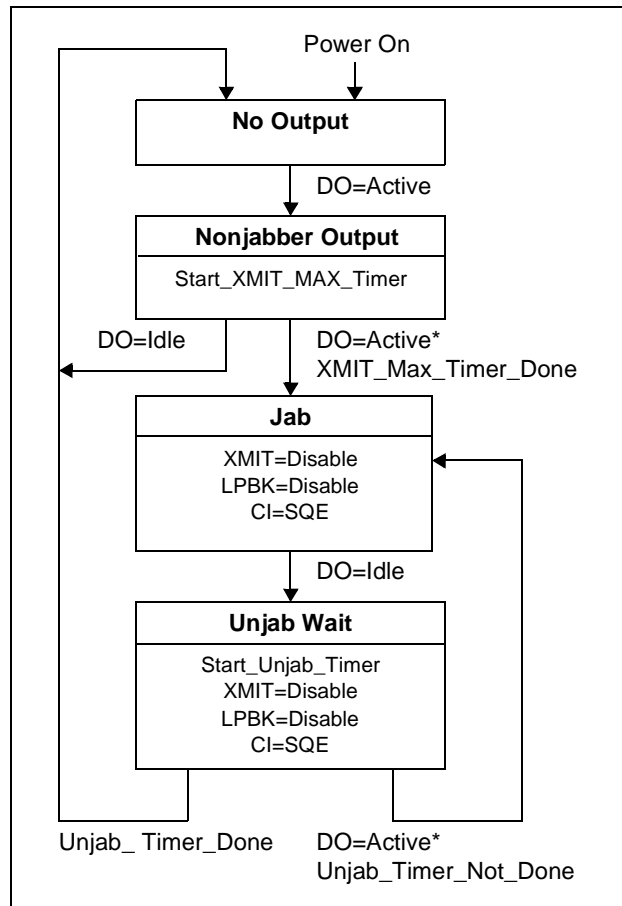 Power On
No Output
DO=Active
Nonjabber Output
Start_XMIT_MAX_Timer
DO=Idle
DO=Active*
XMIT_Max_Timer_Done
Jab
XMIT=Disable
LPBK=Disable
CI=SQE
DO=Idle
Unjab Wait
Start_Unjab_Timer
XMIT=Disable
LPBK=Disable
CI=SQE
Unjab_ Timer_Done
DO=Active*
Unjab_Timer_Not_Done